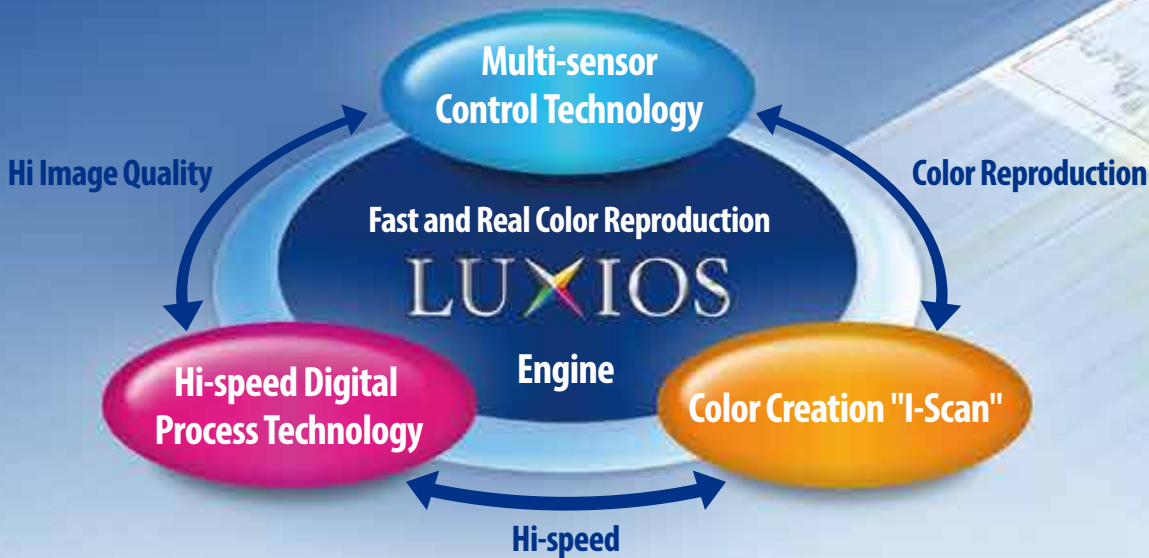 Multi-sensor
Control Technology
Hi Image Quality
Color Reproduction
Fast and Real Color Reproduction
LUXIOS
Engine
Hi-speed Digital
Process Technology
Color Creation "I-Scan"
Hi-speed